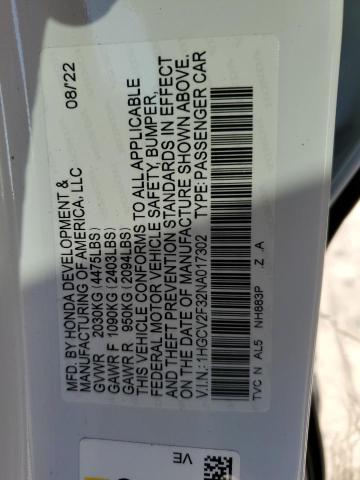 MFD. BY HONDA DEVELOPMENT & 08/22
MANUFACTURING OF AMERICA, LLC
GVWR 2030KG (4475LBS)
GAWR F 1090KG (2403LBS)
GAWR R 950KG (2094LBS)
THIS VEHICLE CONFORMS TO ALL APPLICABLE
FEDERAL MOTOR VEHICLE SAFETY, BUMPER,
AND THEFT PREVENTION STANDARDS IN EFFECT
ON THE DATE OF MANUFACTURE SHOWN ABOVE.
V.I.N.: 1HGCV2F32NA017302 TYPE: PASSENGER CAR
TVC N AL5 NH883P Z A
VE